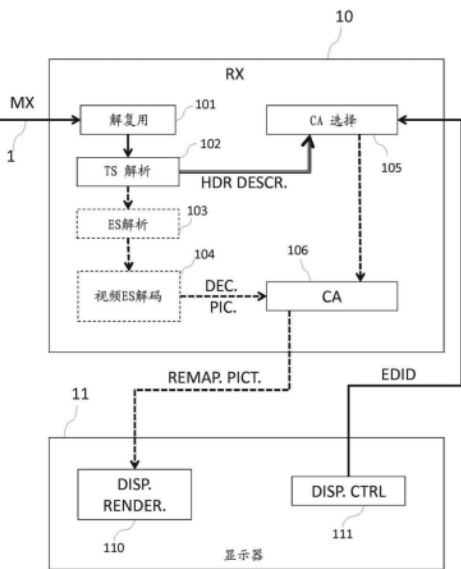 10
RX
MX
1
解复用
101
CA 选择
105
TS 解析
102
HDR DESCR.
ES解析
103
视频ES解码
104
DEC.
PIC.
106
CA
REMAP. PICT.
EDID
11
DISP.
RENDER.
110
DISP. CTRL
111
显示器